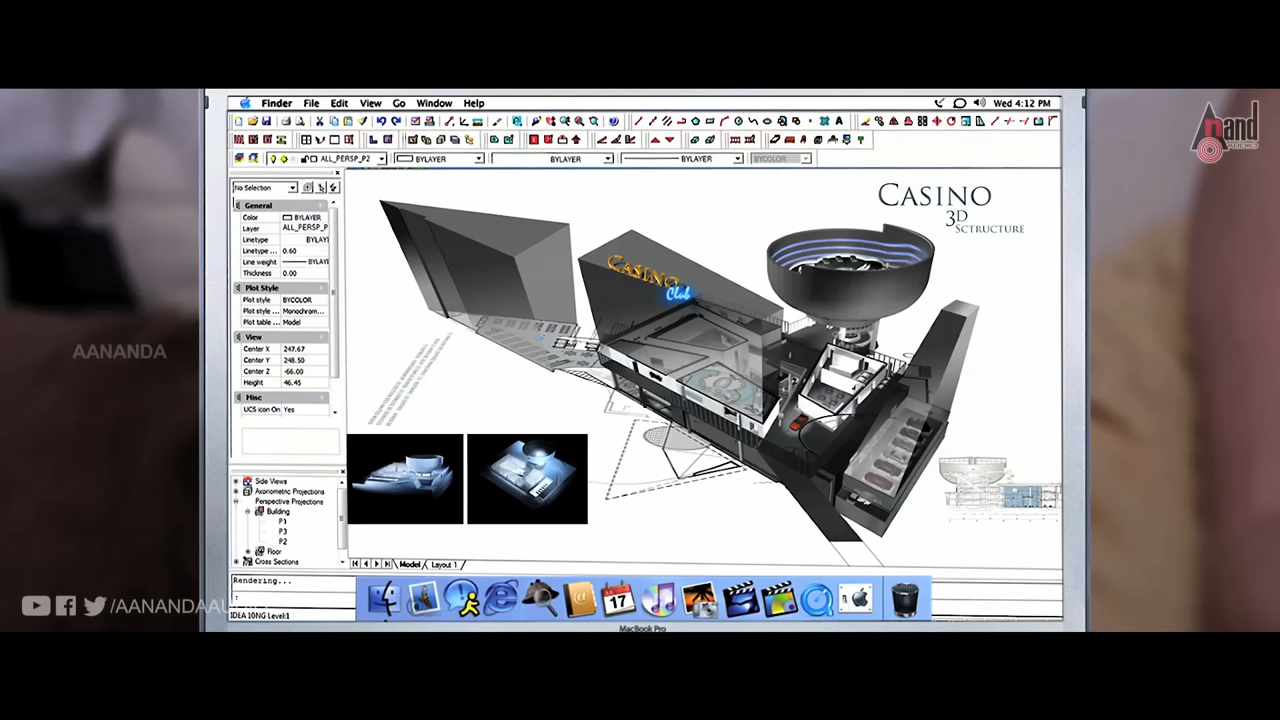 Finder File Edit View Go Window Help
Wed 4:12 PM
Anand
AUDIO
ALL_PERSP_P2
BYLAYER
BYLAYER
BYLAYER
BYCOLOR
No Selection
General
Color BYLAYER
Layer ALL_PERSP_P
Linetype BYLAY
Linetype ... 0.60
Line weight BYLAY
Thickness 0.00
Plot Style
Plot style BYCOLOR
Plot style Monochrom...
Plot table ... Model
View
Center X 247.67
Center Y 248.50
Center Z -66.00
Height 46.45
Misc
UCS icon On Yes
CASINO
3D
SCTRUCTURE
CASINO
Club
AANANDA
Side Views
Axonometric Projections
Perspective Projections
Building
P1
P3
P2
Floor
Cross Sections
Model Layout 1
Rendering...
:
/AANANDAAU
IDEA 10NG Level:1
17
MacBook Pro